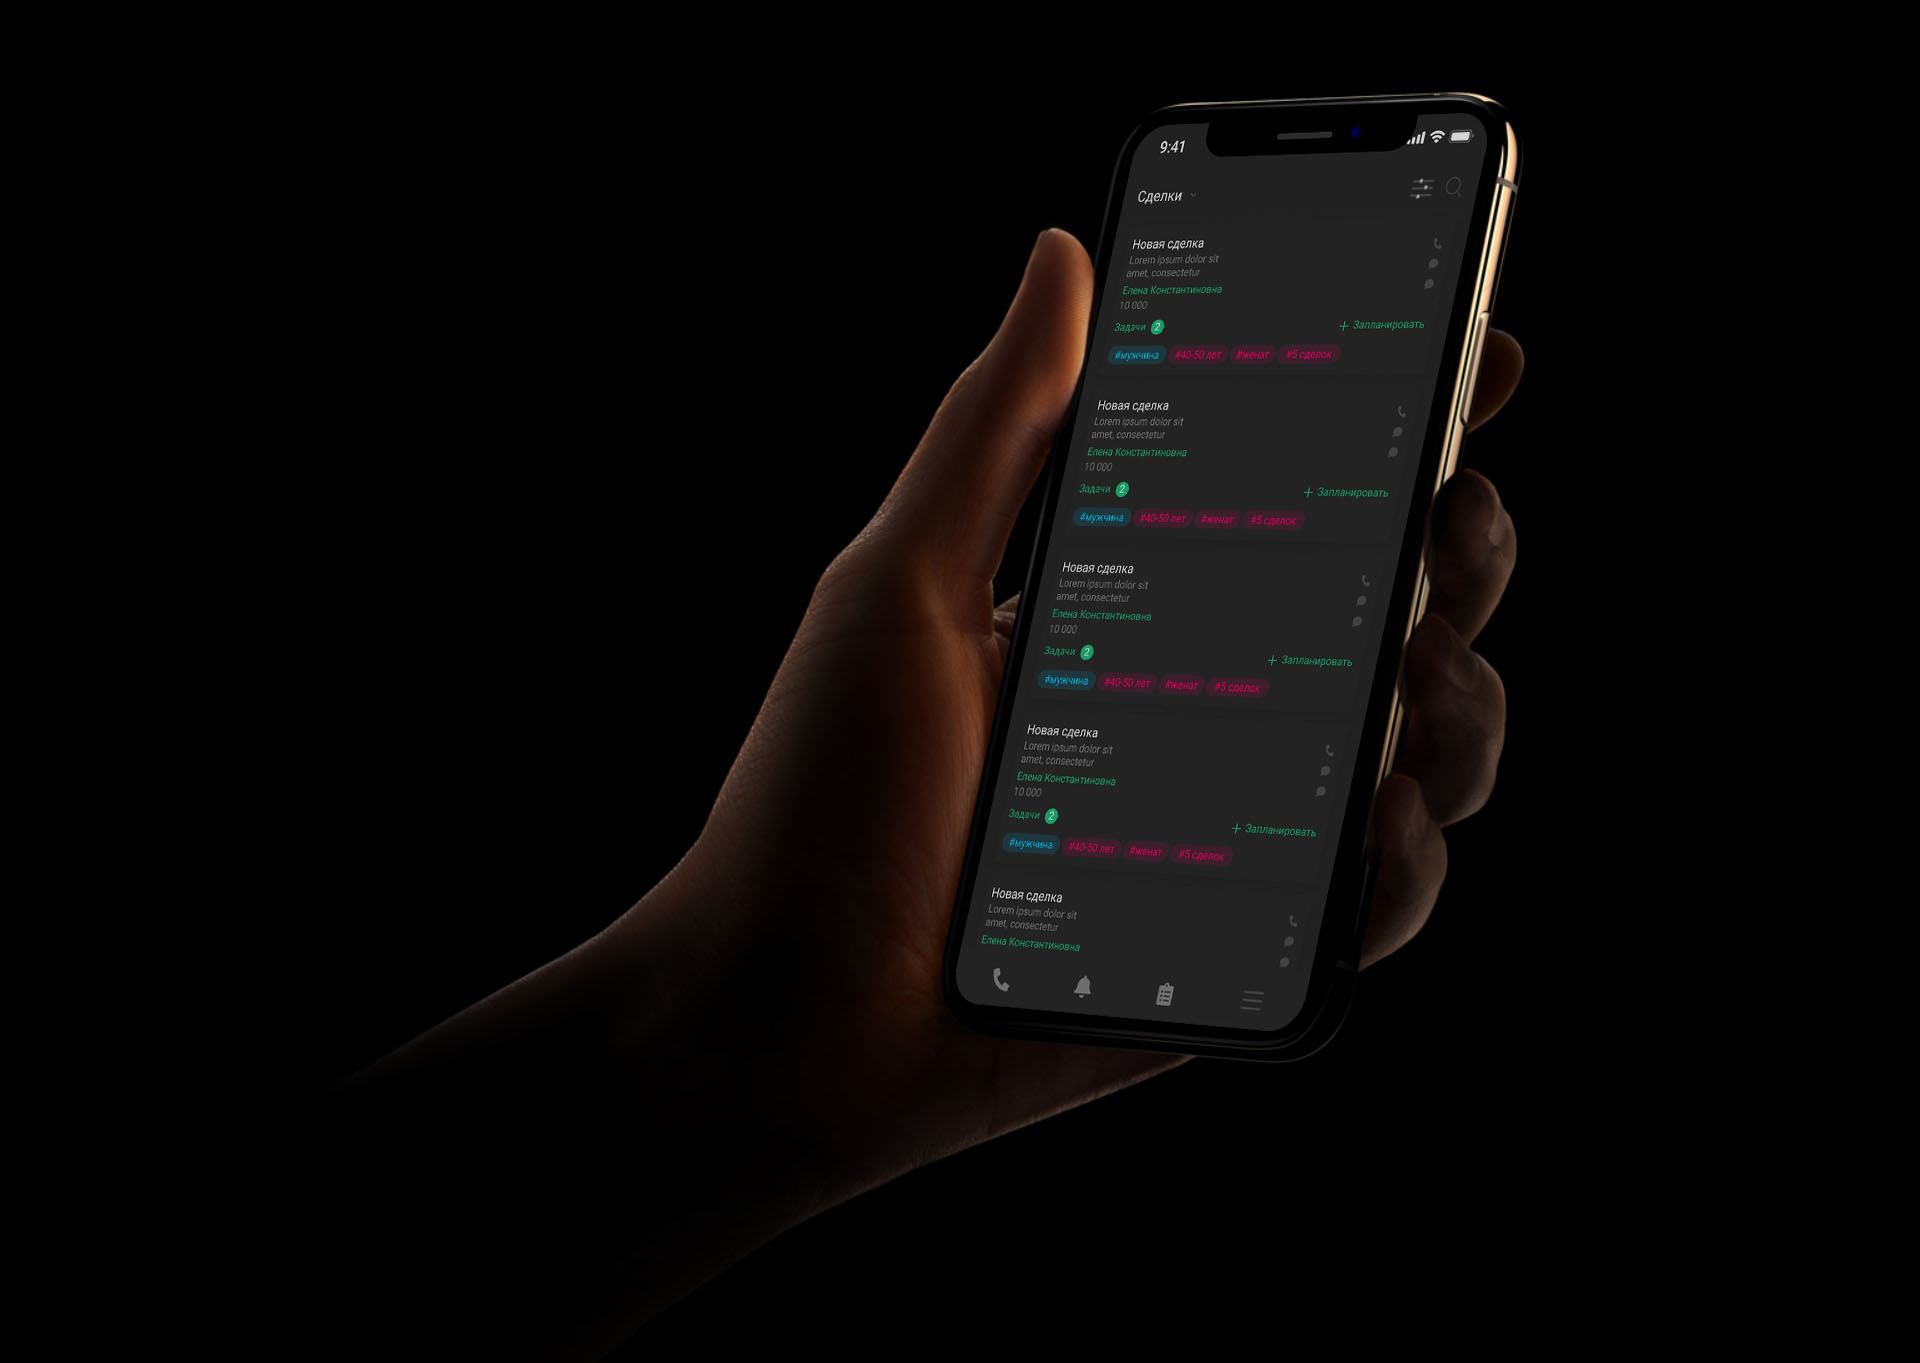 9:41
Сделки
Новая сделка
Lorem ipsum dolor sit
amet, consectetur
Елена Константиновна
10 000
Задачи 2
+ Запланировать
#мужчина #40-50 лет #женат #5 сделок
Новая сделка
Lorem ipsum dolor sit
amet, consectetur
Елена Константиновна
10 000
Задачи 2
+ Запланировать
#мужчина #40-50 лет #женат #5 сделок
Новая сделка
Lorem ipsum dolor sit
amet, consectetur
Елена Константиновна
10 000
Задачи 2
+ Запланировать
#мужчина #40-50 лет #женат #5 сделок
Новая сделка
Lorem ipsum dolor sit
amet, consectetur
Елена Константиновна
10 000
Задачи 2
+ Запланировать
#мужчина #40-50 лет #женат #5 сделок
Новая сделка
Lorem ipsum dolor sit
amet, consectetur
Елена Константиновна